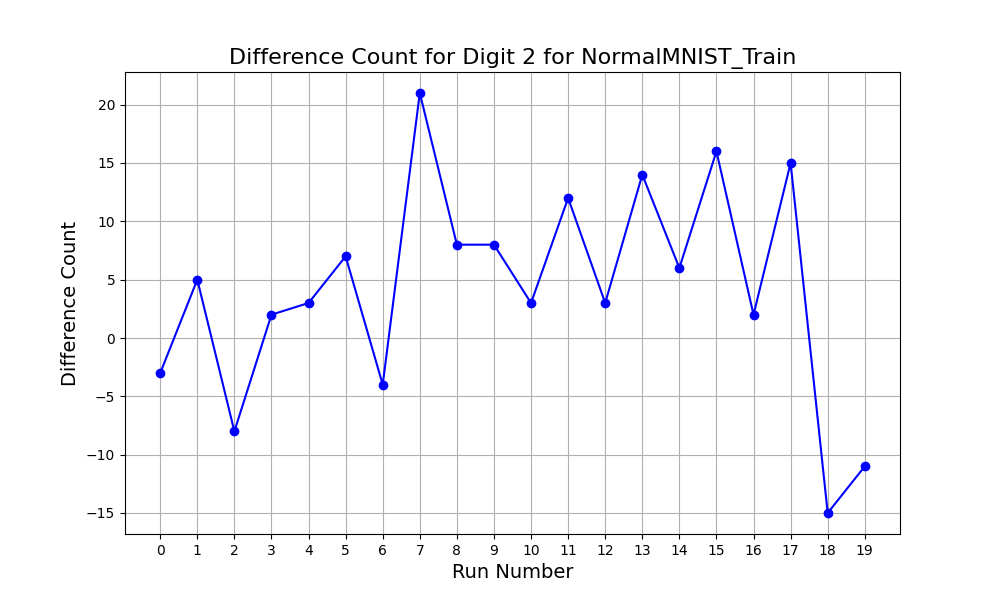 Difference Count for Digit 2 for NormalMNIST_Train
Difference Count
20
15
10
5
0
−5
−10
−15
0 1 2 3 4 5 6 7 8 9 10 11 12 13 14 15 16 17 18 19
Run Number